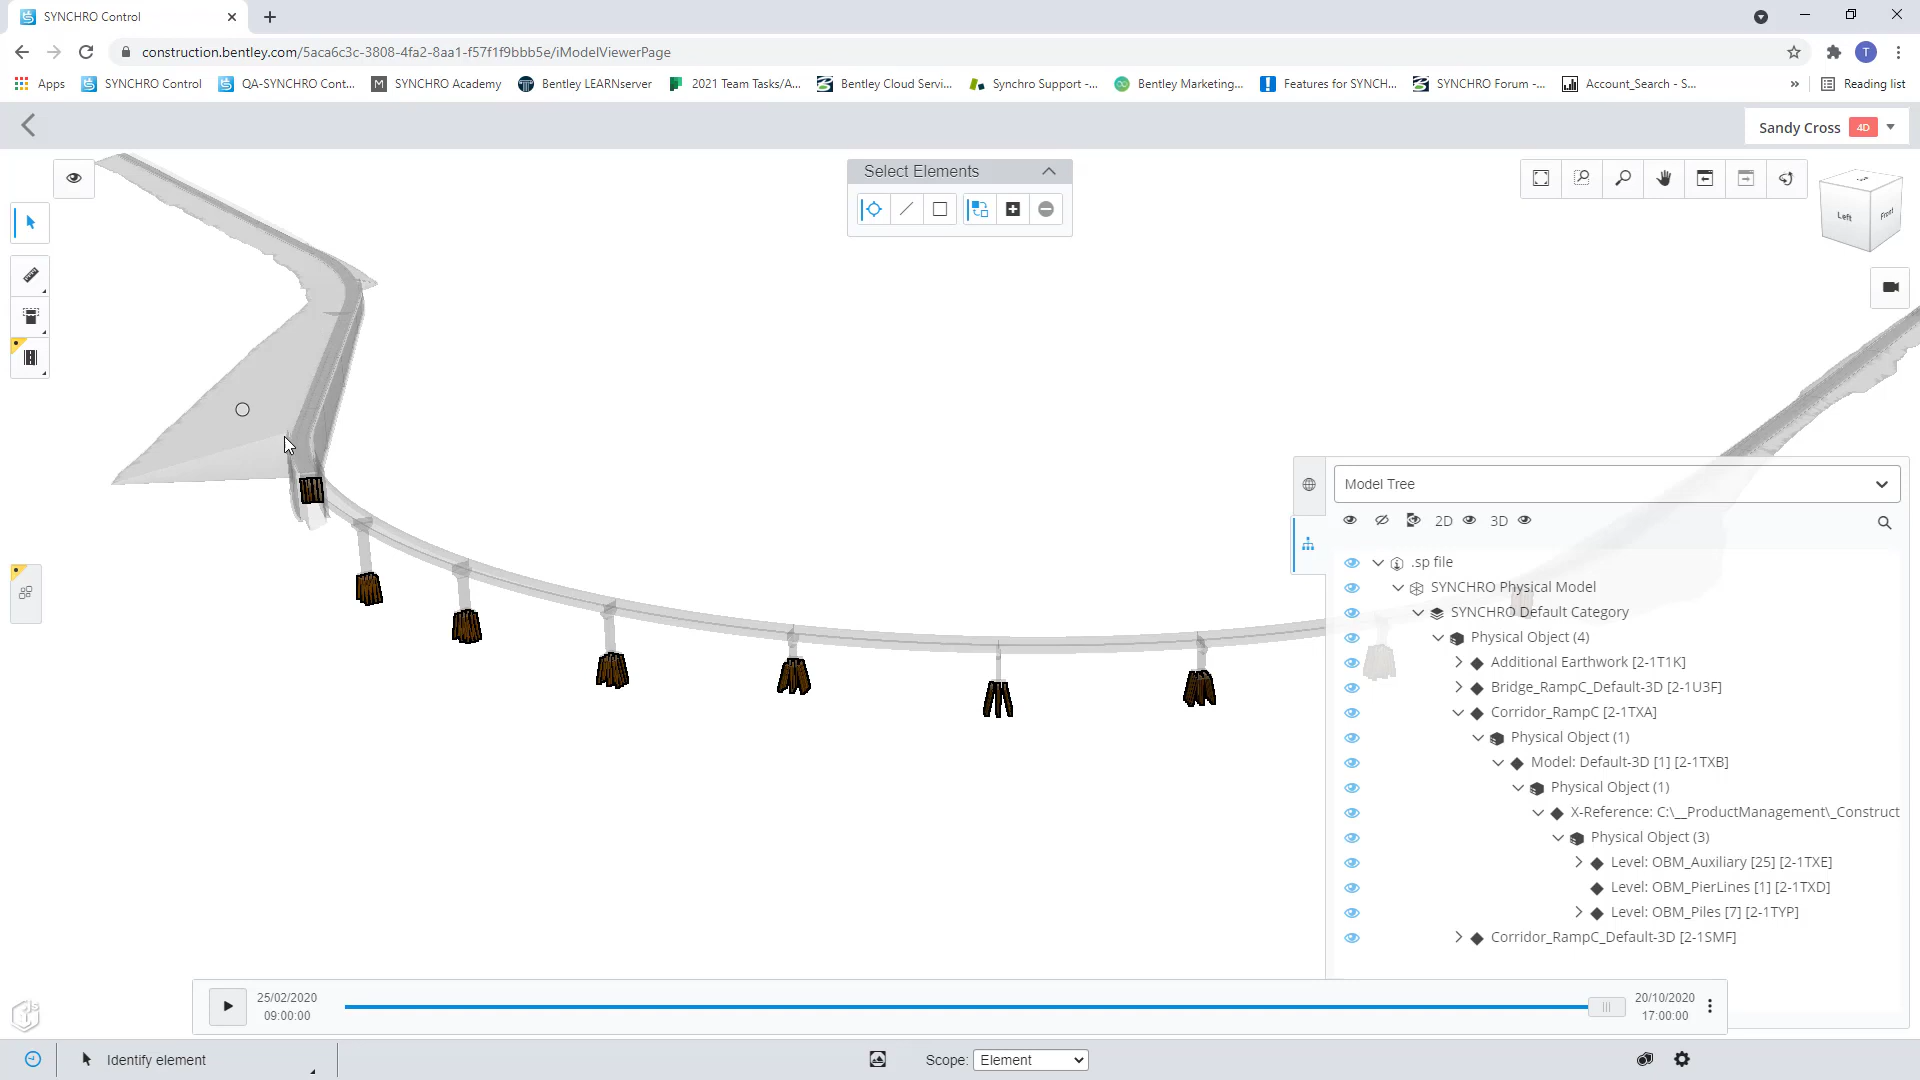 SYNCHRO Control
construction.bentley.com/5aca6c3c-3808-4fa2-8aa1-f57f1f9bbb5e/iModelViewerPage
T
Apps SYNCHRO Control QA-SYNCHRO Cont... SYNCHRO Academy Bentley LEARNserver 2021 Team Tasks/A... Bentley Cloud Servi... Synchro Support -... Bentley Marketing... Features for SYNCH... SYNCHRO Forum -... Account_Search - S... » Reading list
Sandy Cross 4D
Select Elements
Left Front
Model Tree
2D 3D
.sp file
SYNCHRO Physical Model
SYNCHRO Default Category
Physical Object (4)
Additional Earthwork [2-1T1K]
Bridge_RampC_Default-3D [2-1U3F]
Corridor_RampC [2-1TXA]
Physical Object (1)
Model: Default-3D [1] [2-1TXB]
Physical Object (1)
X-Reference: C:\__ProductManagement\_Construct
Physical Object (3)
Level: OBM_Auxiliary [25] [2-1TXE]
Level: OBM_PierLines [1] [2-1TXD]
Level: OBM_Piles [7] [2-1TYP]
Corridor_RampC_Default-3D [2-1SMF]
25/02/2020
09:00:00
20/10/2020
17:00:00
Identify element
Scope: Element